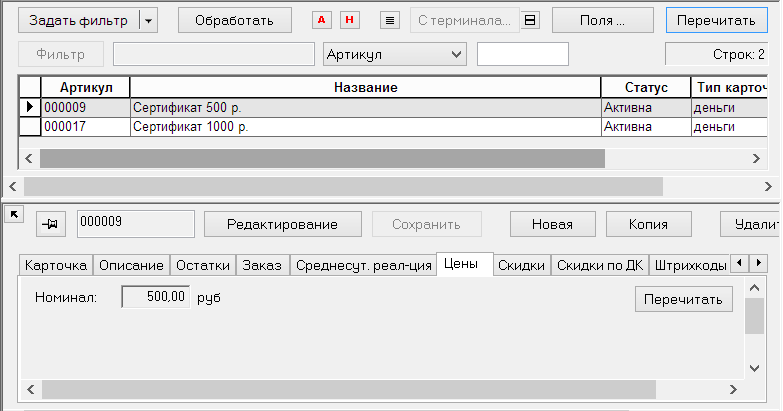 Задать фильтр Обработать А Н С терминала... Поля ... Перечитать
Фильтр Артикул Строк: 2
Артикул Название Статус Тип карточ
000009 Сертификат 500 р. Активна деньги
000017 Сертификат 1000 р. Активна деньги
000009 Редактирование Сохранить Новая Копия Удалит
Карточка Описание Остатки Заказ Среднесут. реал-ция Цены Скидки Скидки по ДК Штрихкоды
Номинал: 500,00 руб Перечитать